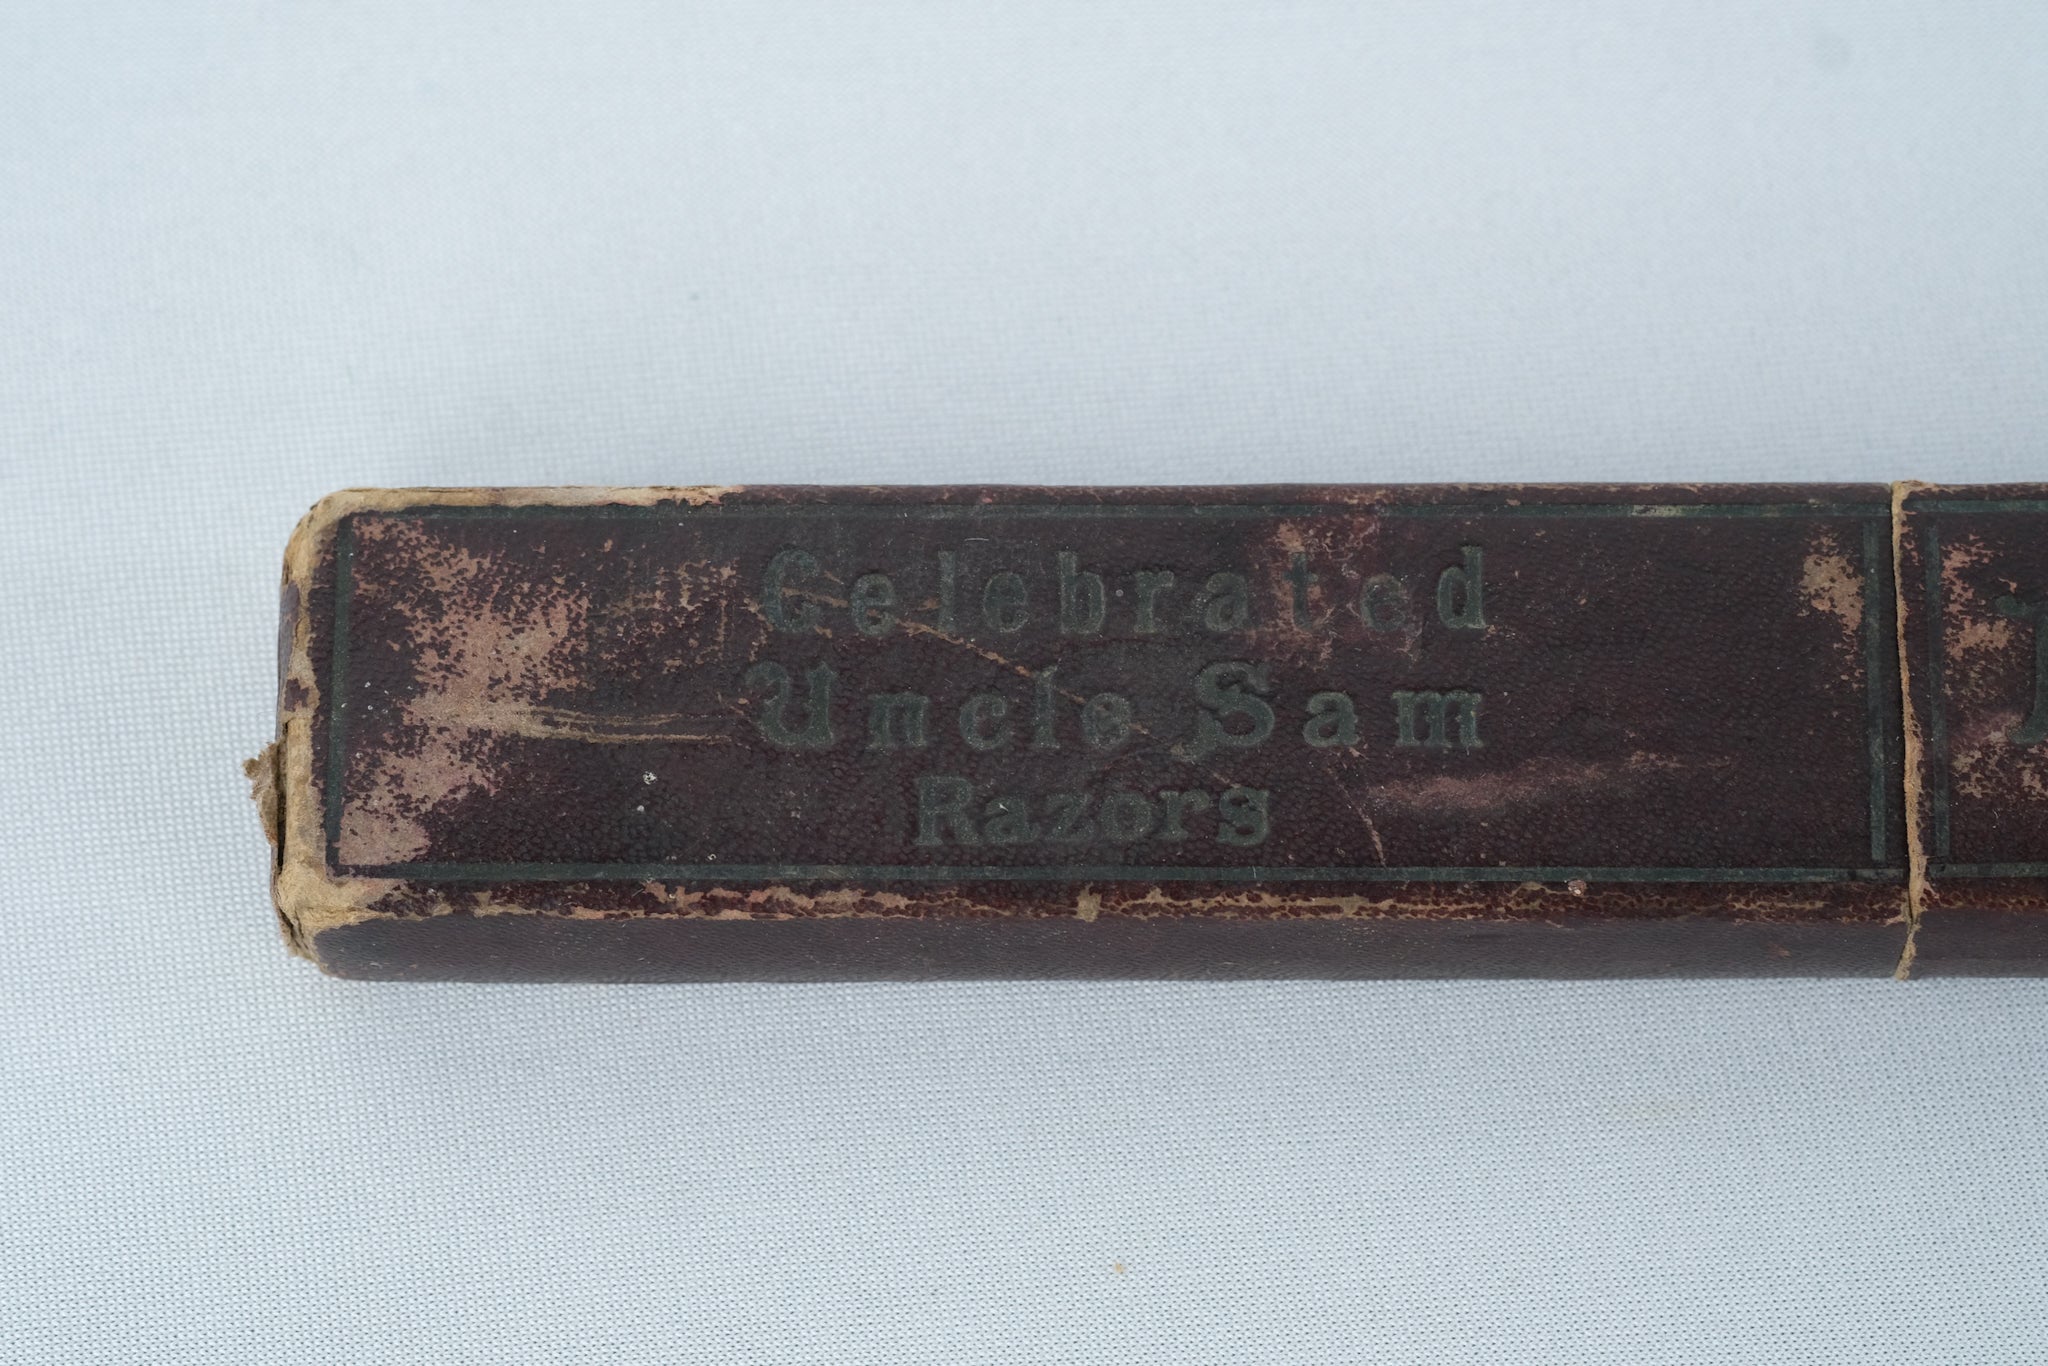 Celebrated
Uncle Sam
Razors